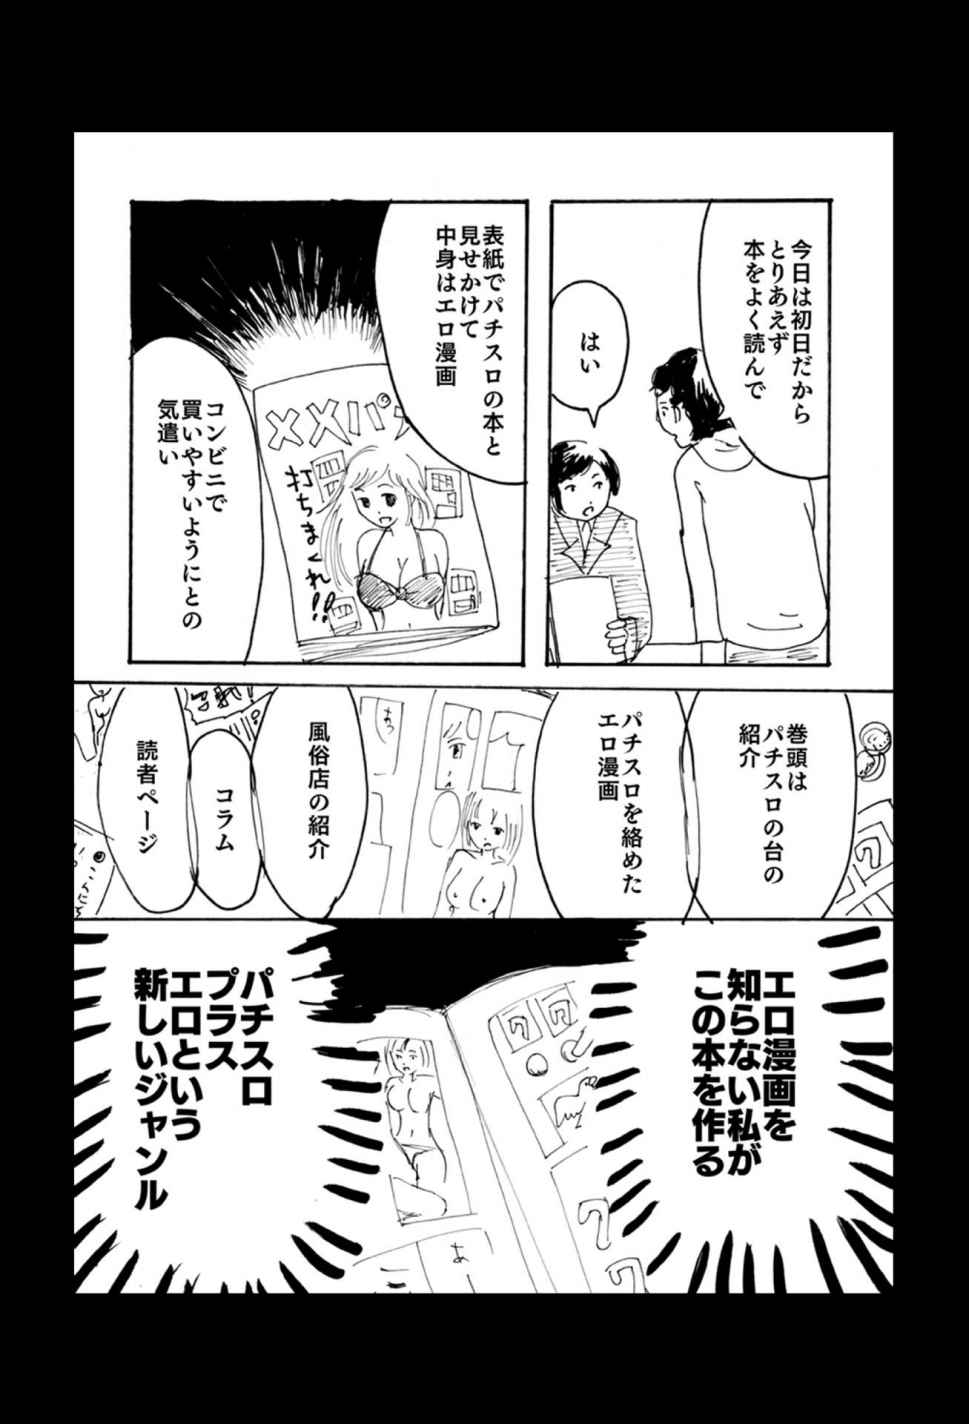 今日は初日だから
とりあえず
本をよく読んで
はい
表紙でパチスロの本と
見せかけて
中身はエロ漫画
××パチ
打ちまくれ!!
コンビニで
買いやすいようにとの
気遣い
巻頭は
パチスロの台の
紹介
パチスロを絡めた
エロ漫画
あっ
風俗店の紹介
コラム
読者ページ
エロ漫画を
知らない私が
この本を作る
7
7
7
7
あ
パチスロ
プラス
エロという
新しいジャンル